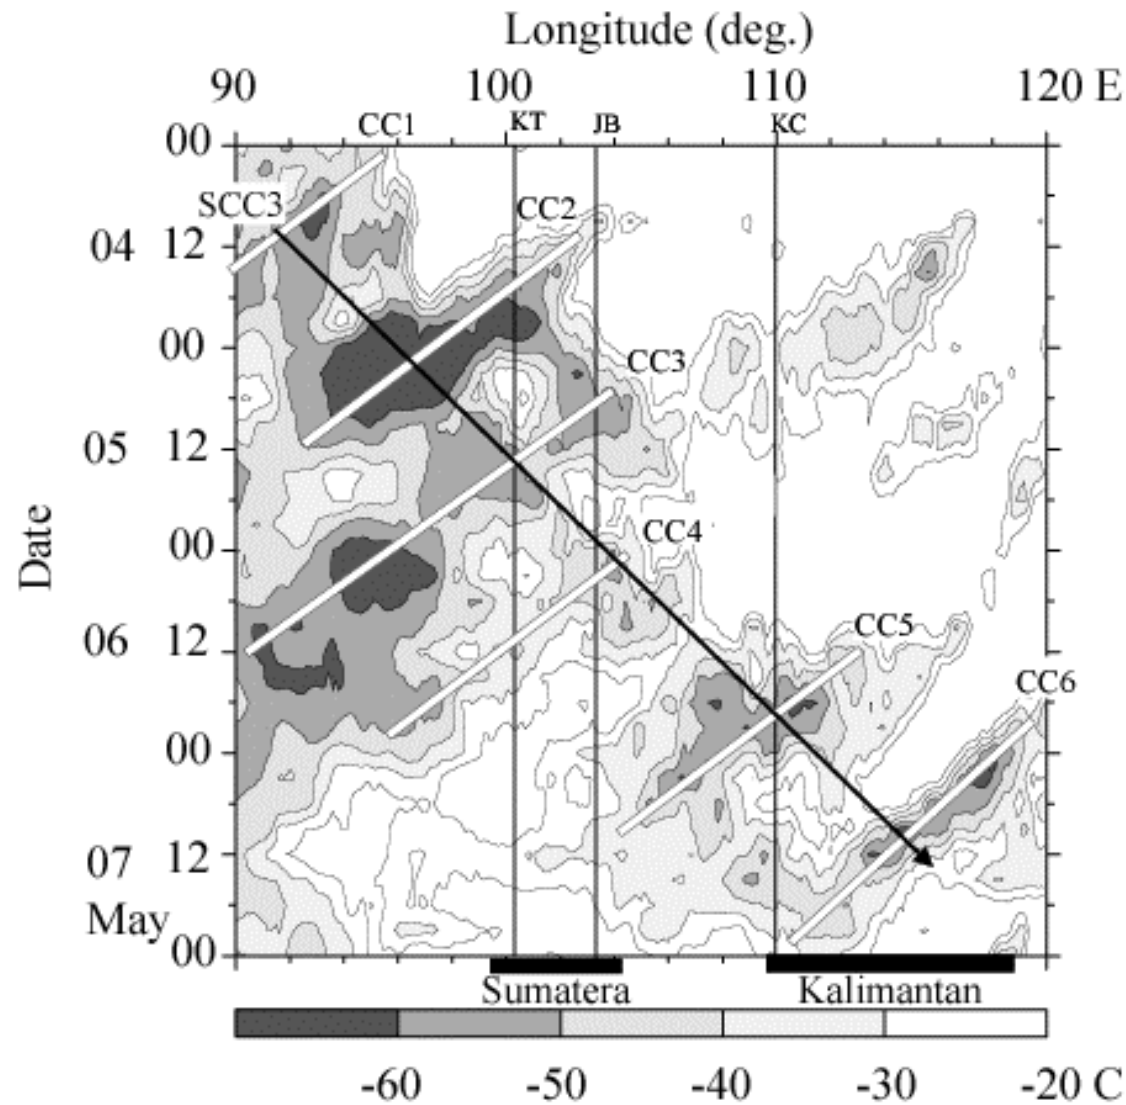 Longitude (deg.)
90 100 110 120 E
CC1 KT JB KC
00
SCC3 CC2
04 12
00
CC3
05 12
00
CC4
Date
06 12
CC5
CC6
00
07 12
May
00
Sumatera Kalimantan
-60 -50 -40 -30 -20 C